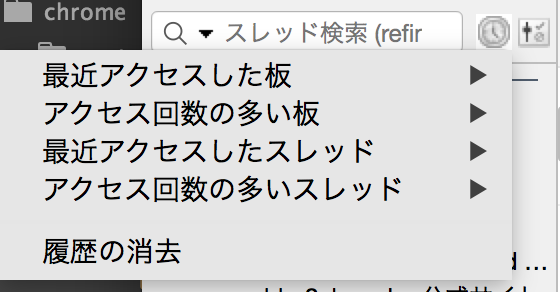 chrome
スレッド検索 (refir
最近アクセスした板
アクセス回数の多い板
最近アクセスしたスレッド
アクセス回数の多いスレッド
履歴の消去
d ...